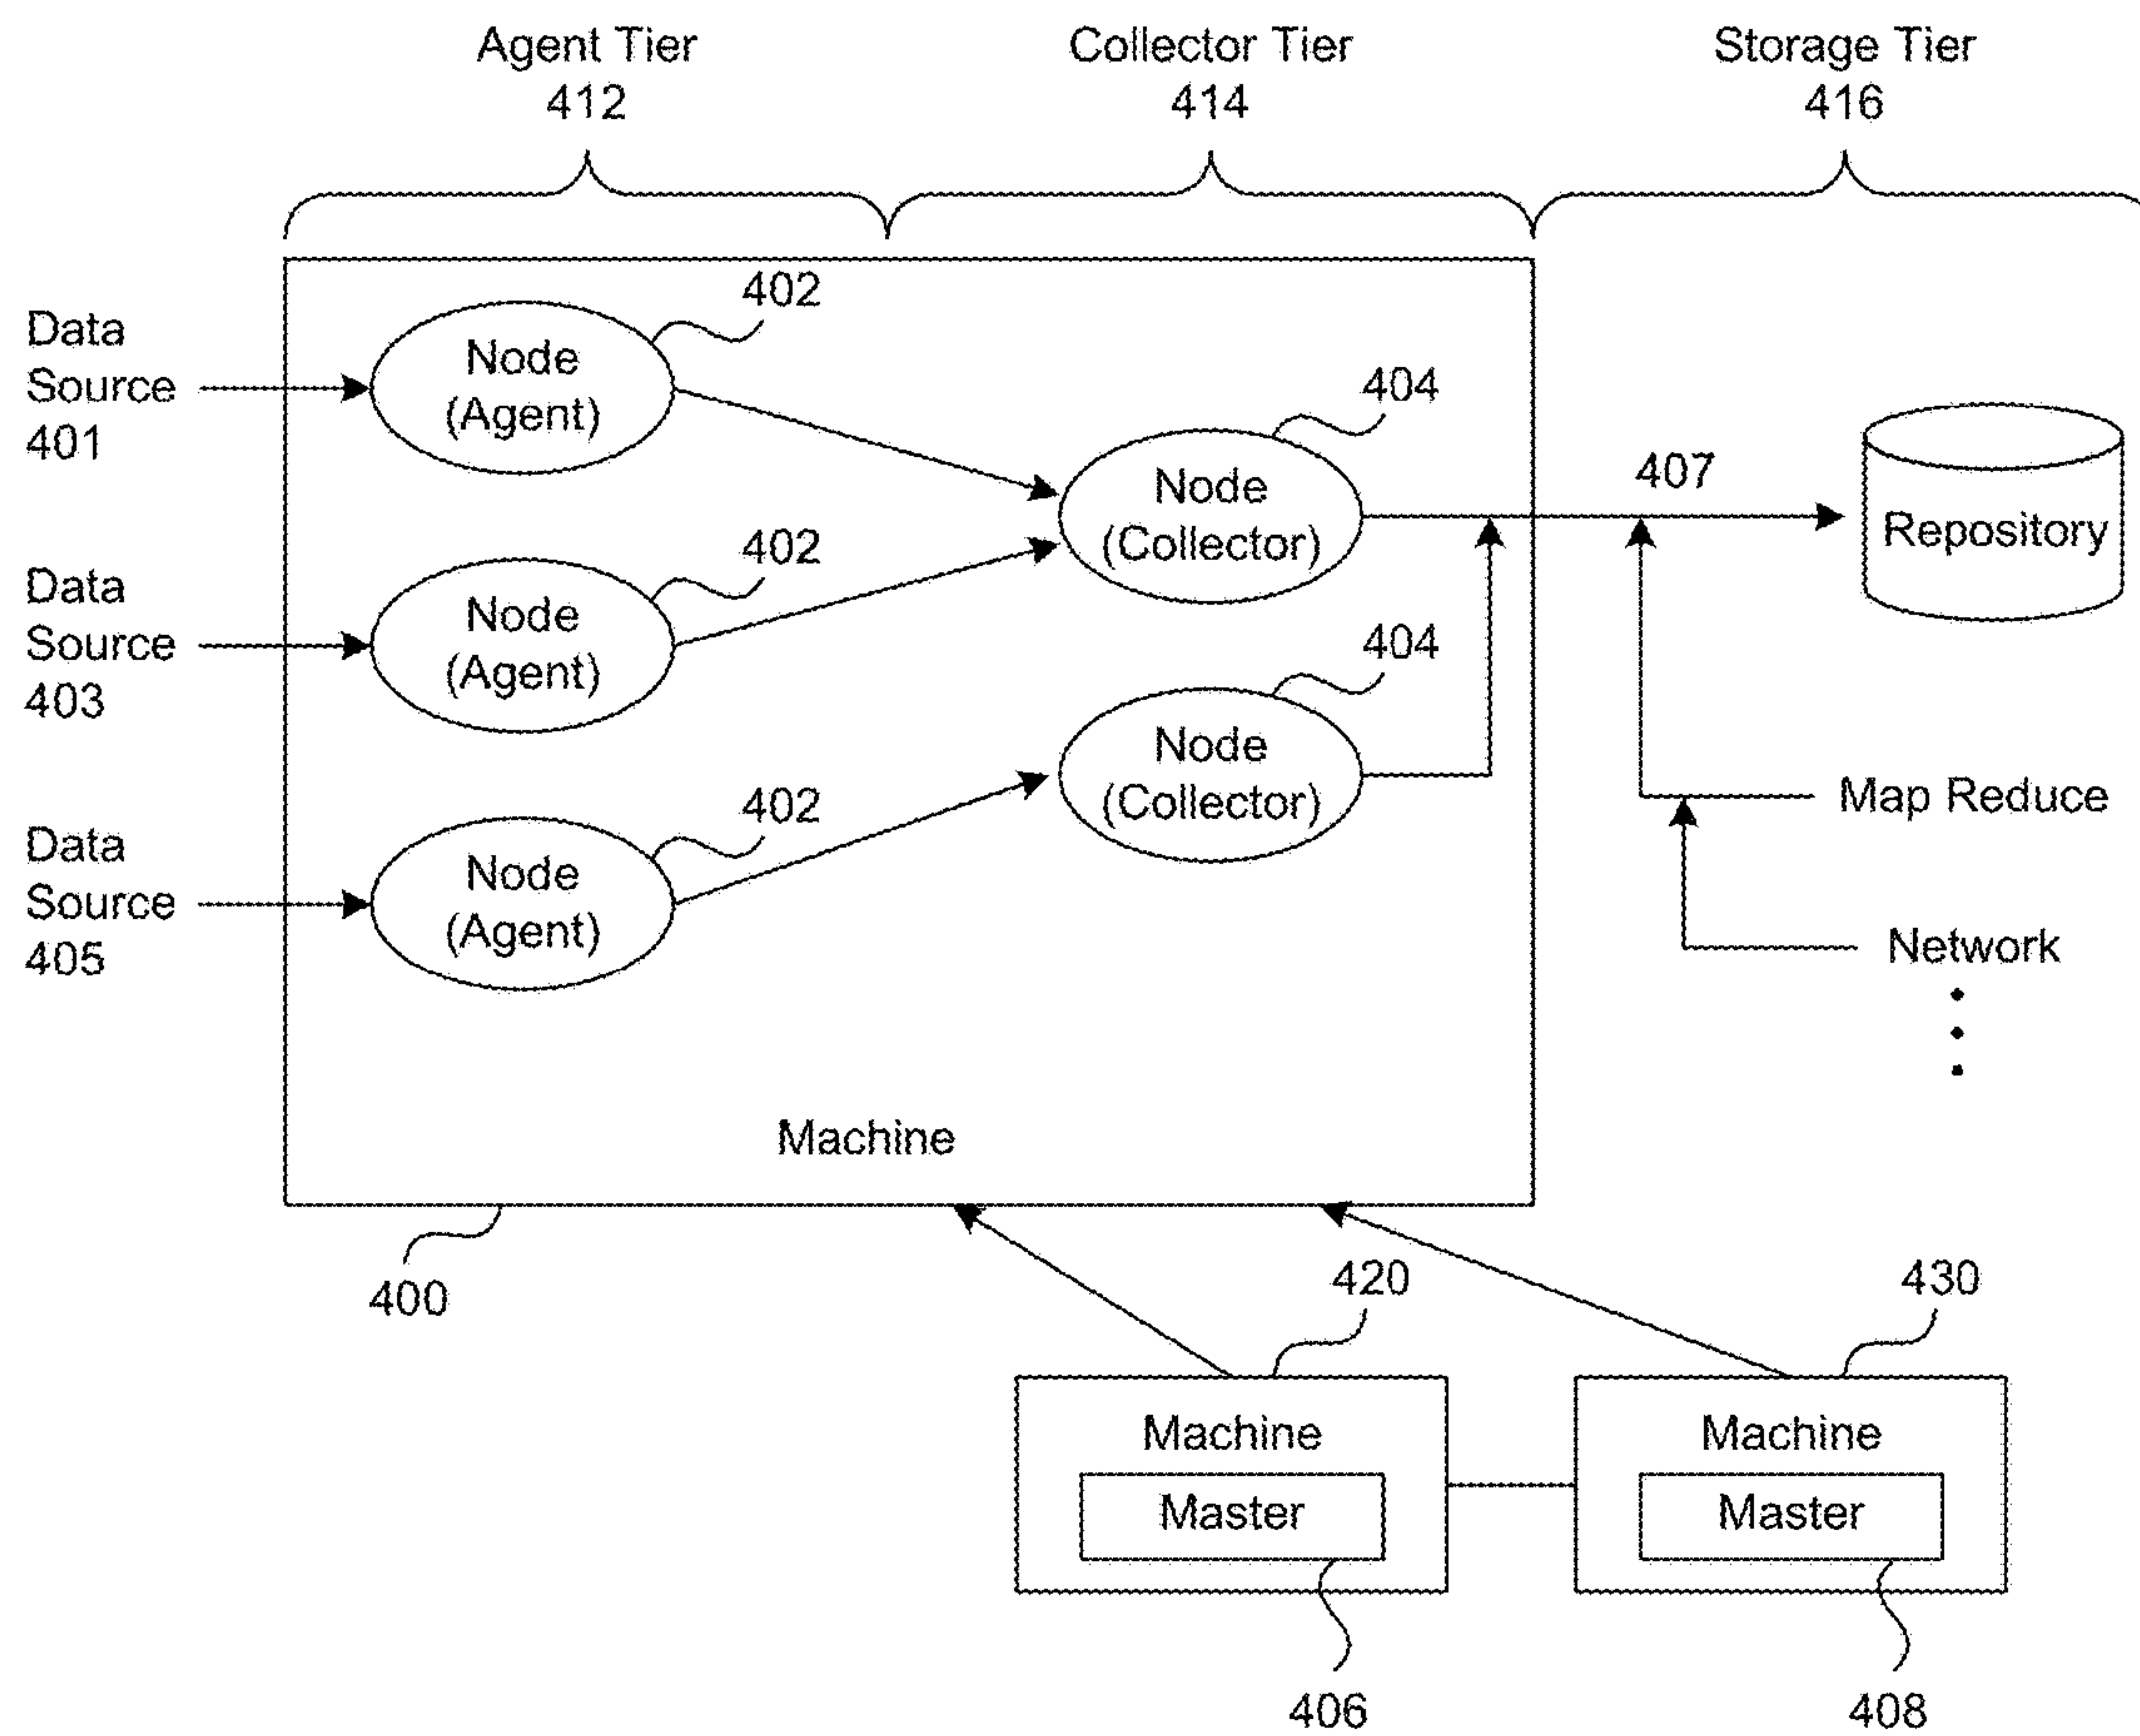 Agent Tier
412
Collector Tier
414
Storage Tier
416
Data
Source
401
402
Node
(Agent)
404
Node
(Collector)
407
Repository
Data
Source
403
402
Node
(Agent)
404
Node
(Collector)
Map Reduce
Data
Source
405
402
Node
(Agent)
Network
Machine
400
420
430
Machine
Master
Machine
Master
406
408